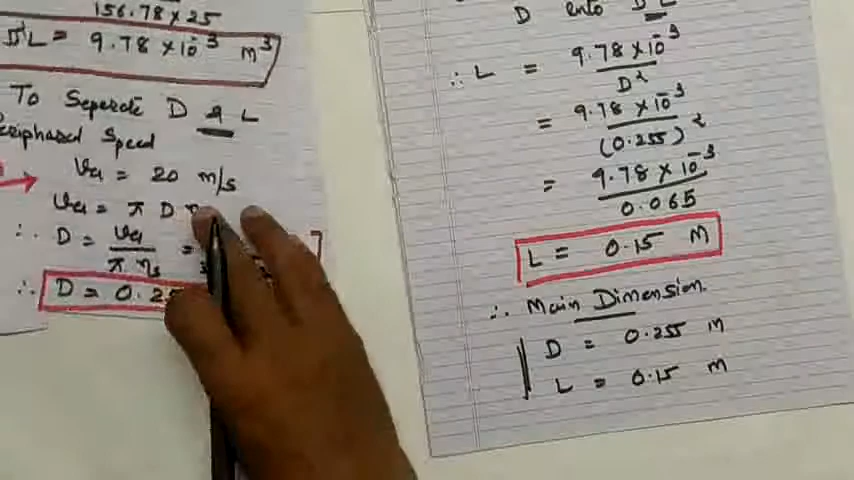 156.78 × 25
D²L = 9.78 × 10⁻³ m³
To Seperate D & L
Peripheral Speed
Va = 20 m/s
Va = π D
∴ D = Va / π ns =
∴ D = 0.25
D into D²L
∴ L = 9.78 × 10⁻³ / D²
= 9.78 × 10⁻³ / (0.255)²
= 9.78 × 10⁻³ / 0.065
L = 0.15 m
∴ Main Dimension.
D = 0.255 m
L = 0.15 m